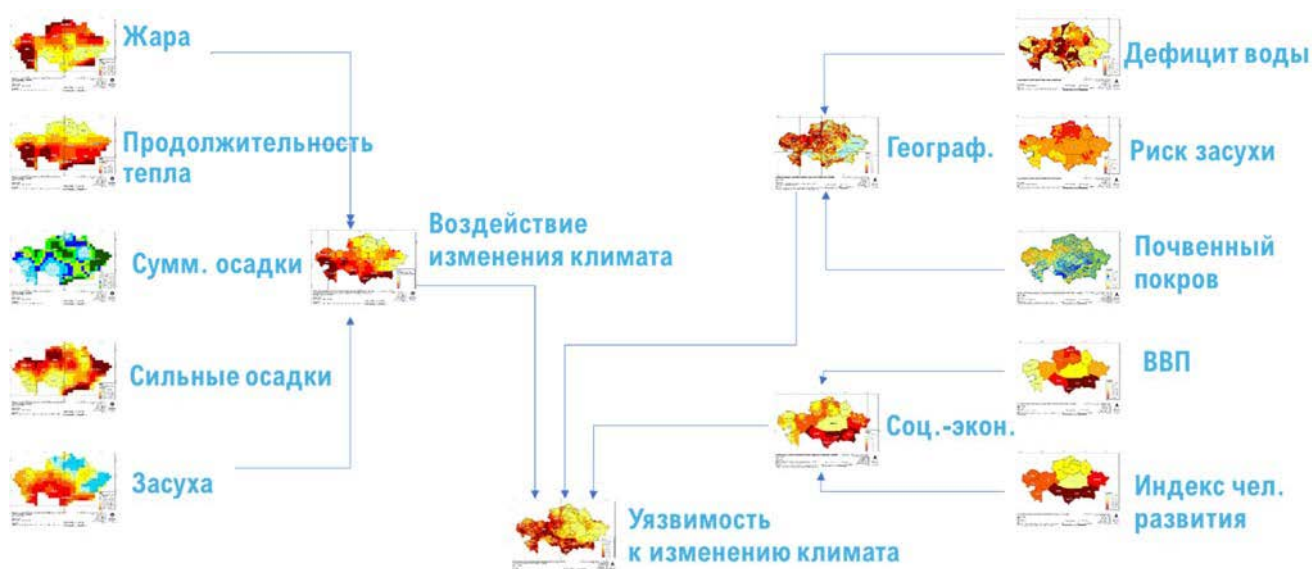 Жара
Продолжительность
тепла
Сумм. осадки
Сильные осадки
Засуха
Воздействие
изменения климата
Уязвимость
к изменению климата
Географ.
Соц.-экон.
Дефицит воды
Риск засухи
Почвенный
покров
ВВП
Индекс чел.
развития